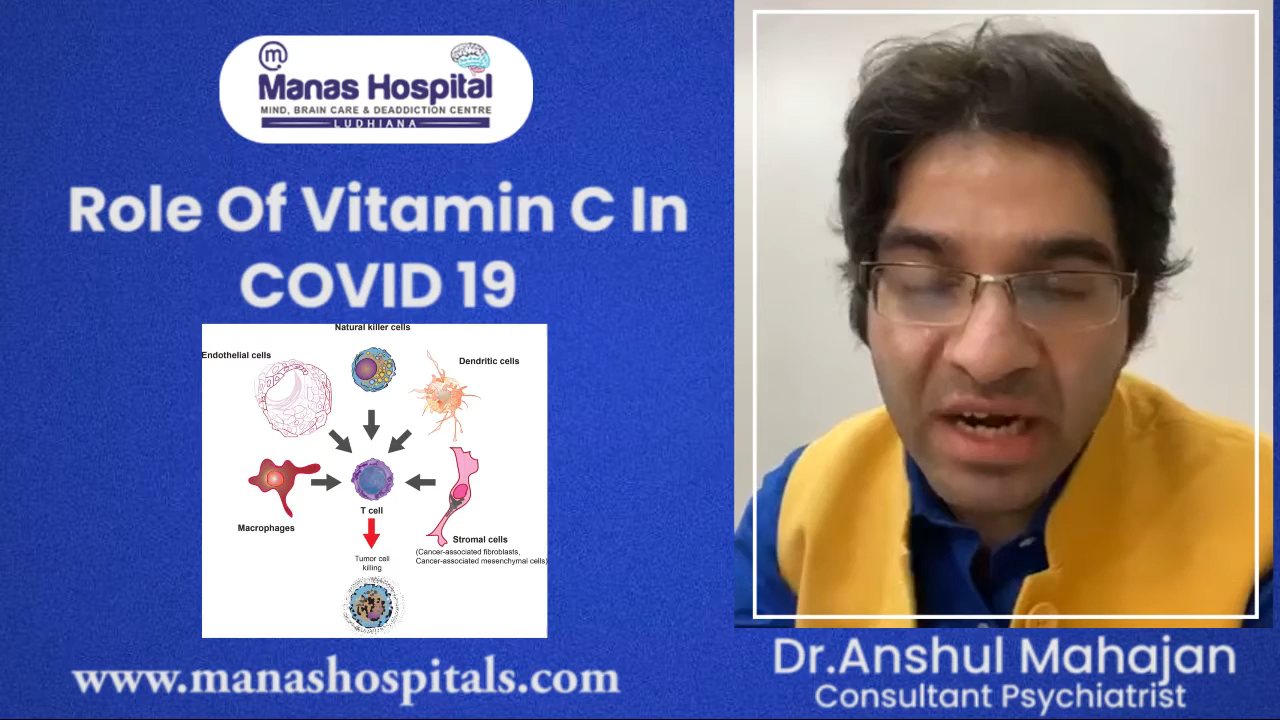 Manas Hospital
MIND, BRAIN CARE & DEADDICTION CENTRE
LUDHIANA
Role Of Vitamin C In
COVID 19
Natural killer cells
Endothelial cells
Dendritic cells
T cell
Macrophages
Stromal cells
(Cancer-associated fibroblasts,
Cancer-associated mesenchymal cells)
Tumor cell
killing
www.manashospitals.com
Dr.Anshul Mahajan
Consultant Psychiatrist